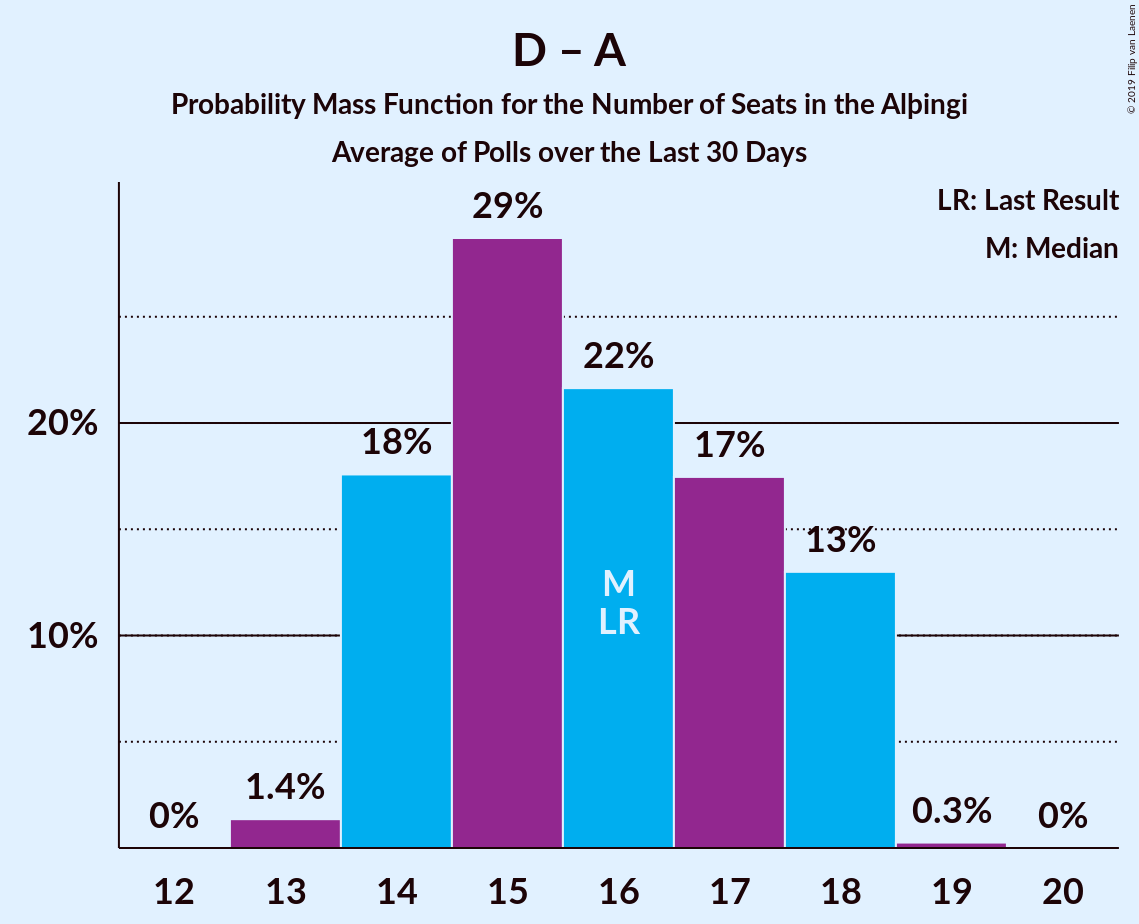 D – A
Probability Mass Function for the Number of Seats in the Alþingi
Average of Polls over the Last 30 Days
© 2019 Filip van Laenen
LR: Last Result
M: Median
29%
22%
20%
18%
17%
13%
M
LR
10%
1.4%
0%
0.3%
0%
12 13 14 15 16 17 18 19 20